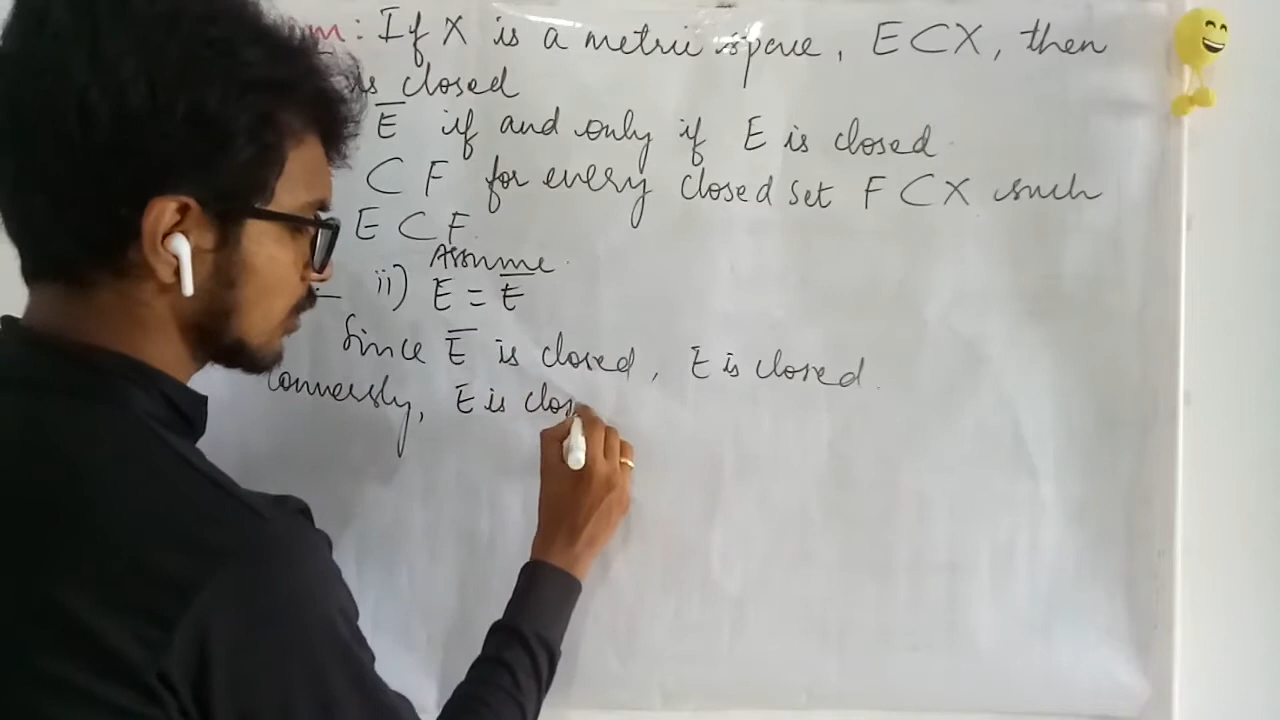 m: If X is a metric space, E ⊂ X, then
is closed
E̅ if and only if E is closed
⊂ F for every closed set F ⊂ X such
E ⊂ F.
Assume
ii) E = E̅
Since E̅ is closed, E is closed.
Conversly, E is clos